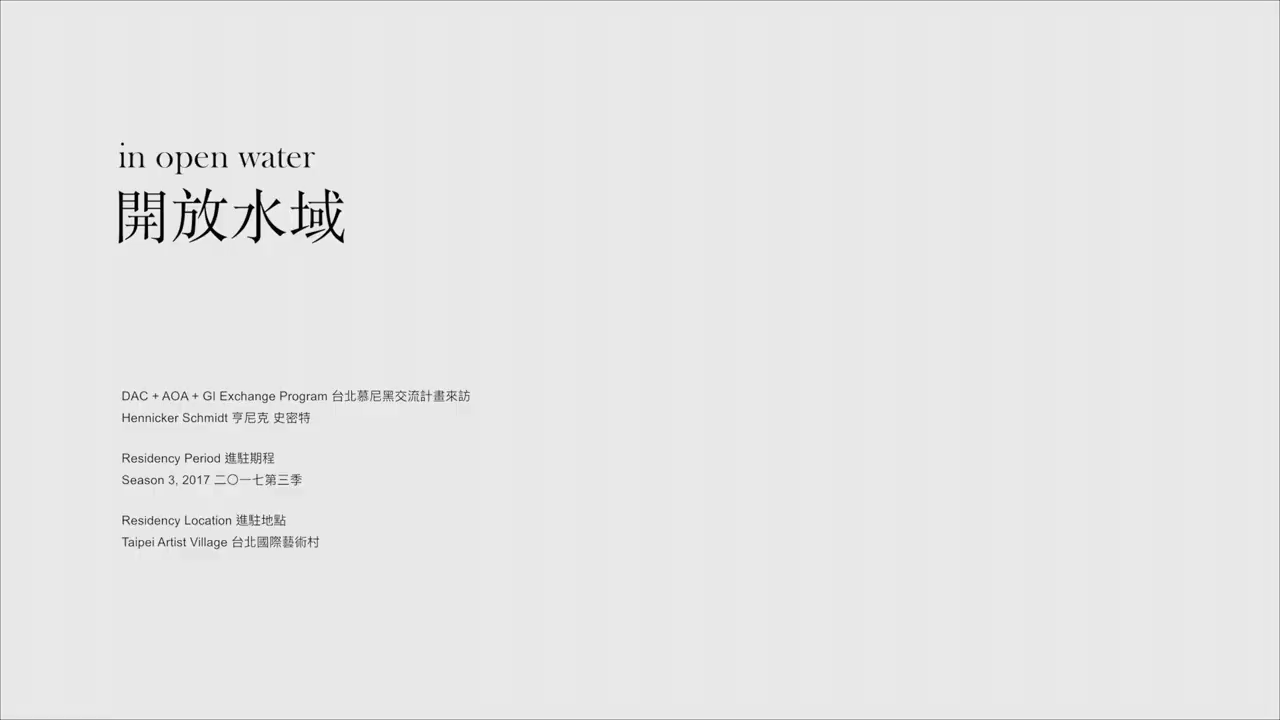 in open water
開放水域
DAC + AOA + GI Exchange Program 台北慕尼黑交流計畫來訪
Hennicker Schmidt 亨尼克 史密特
Residency Period 進駐期程
Season 3, 2017 二〇一七第三季
Residency Location 進駐地點
Taipei Artist Village 台北國際藝術村